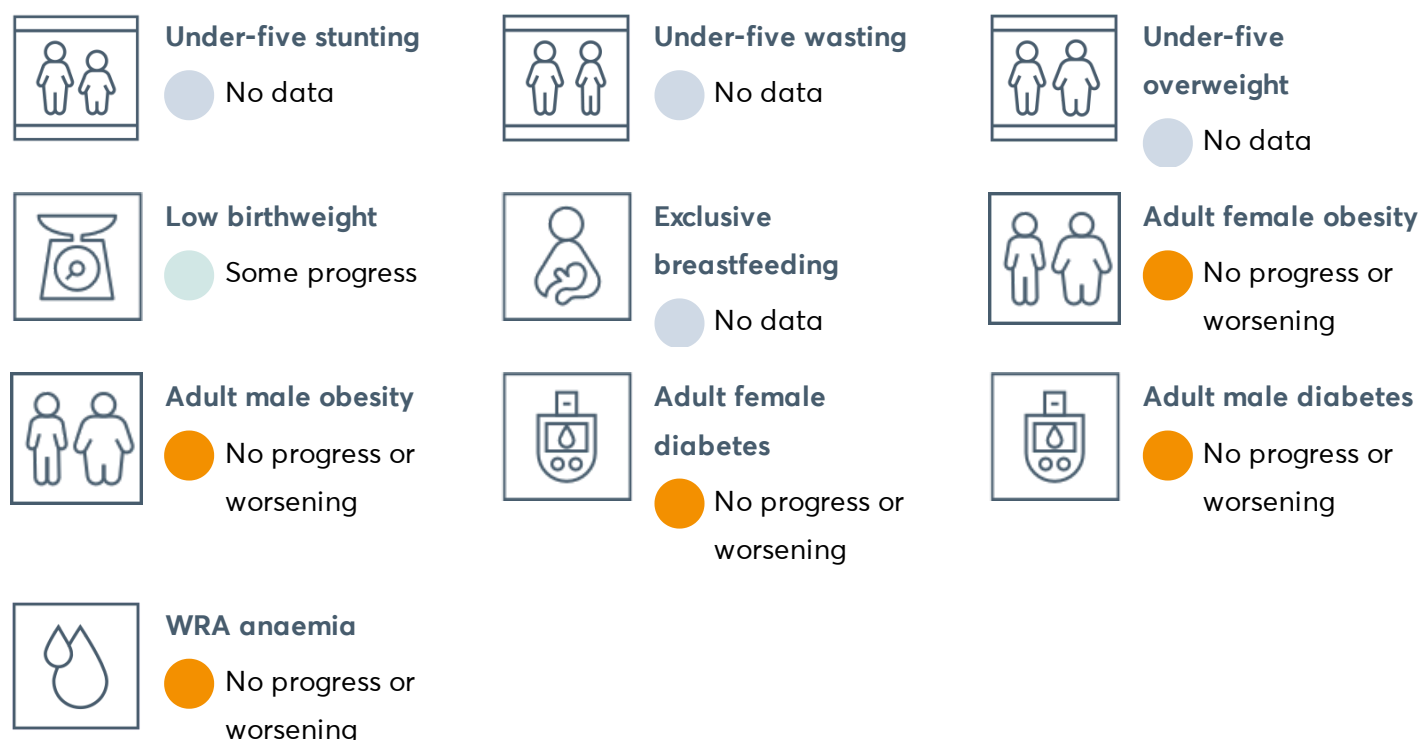 Under-five stunting
No data
Under-five wasting
No data
Under-five
overweight
No data
Low birthweight
Some progress
Exclusive
breastfeeding
No data
Adult female obesity
No progress or
worsening
Adult male obesity
No progress or
worsening
Adult female
diabetes
No progress or
worsening
Adult male diabetes
No progress or
worsening
WRA anaemia
No progress or
worsening